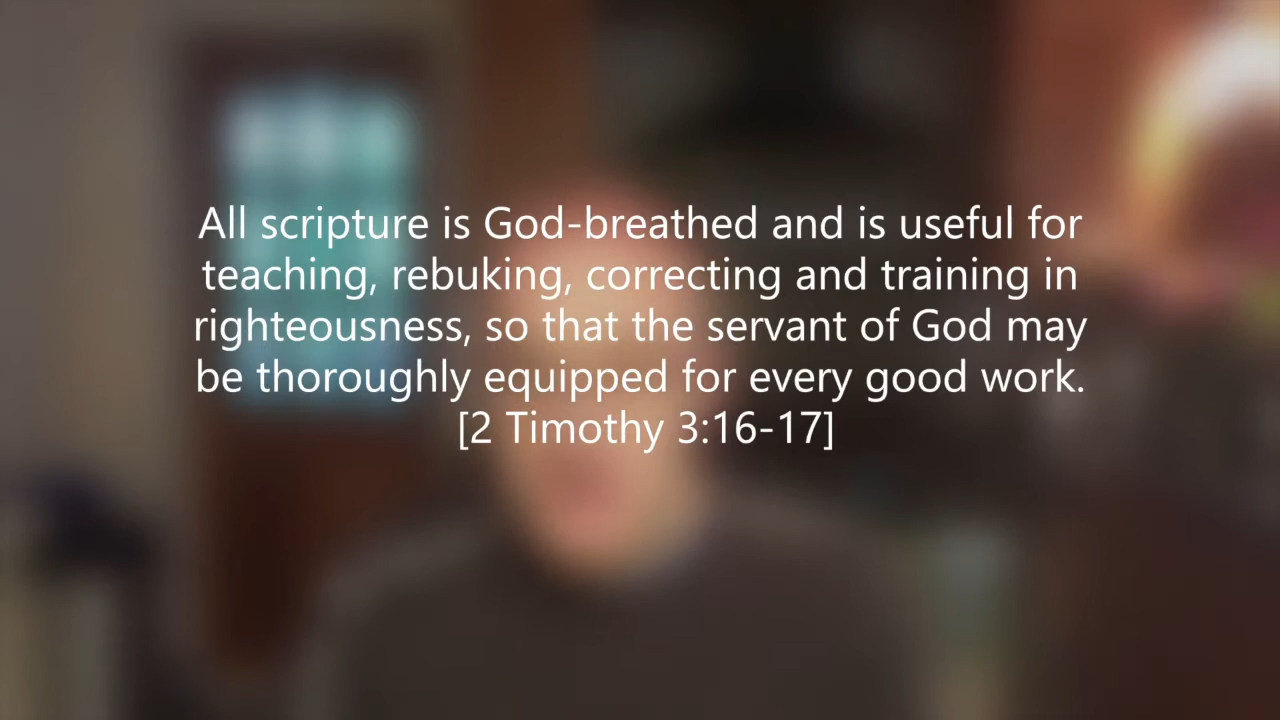 All scripture is God-breathed and is useful for
teaching, rebuking, correcting and training in
righteousness, so that the servant of God may
be thoroughly equipped for every good work.
[2 Timothy 3:16-17]